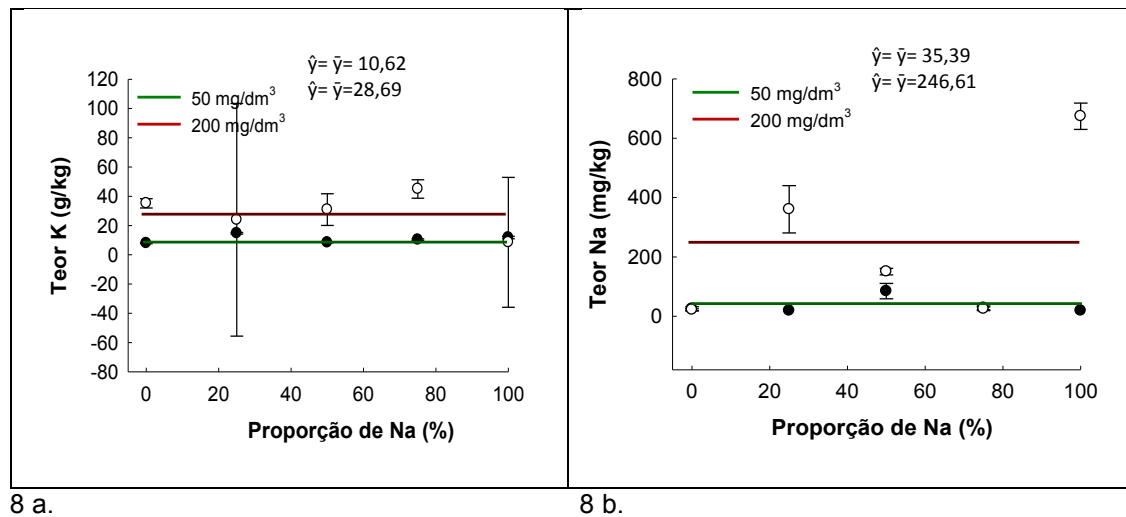 ŷ= ȳ= 10,62
ŷ= ȳ=28,69
50 mg/dm³
200 mg/dm³
Teor K (g/kg)
120
100
80
60
40
20
0
-20
-40
-60
-80
0 20 40 60 80 100
Proporção de Na (%)
8 a.
ŷ= ȳ= 35,39
ŷ= ȳ=246,61
50 mg/dm³
200 mg/dm³
Teor Na (mg/kg)
800
600
400
200
0
0 20 40 60 80 100
Proporção de Na (%)
8 b.